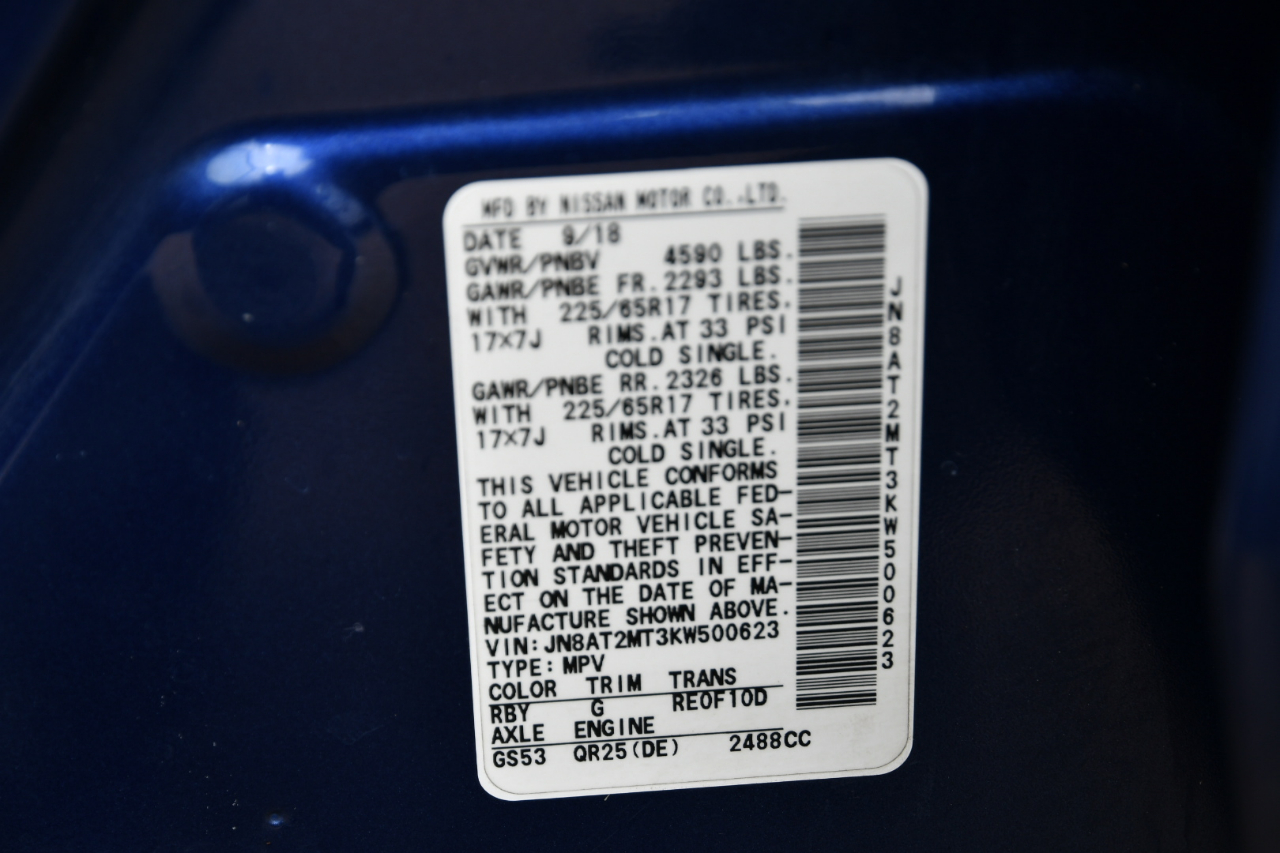 MFD BY NISSAN MOTOR CO.,LTD.
DATE 9/18
GVWR/PNBV 4590 LBS.
GAWR/PNBE FR. 2293 LBS.
WITH 225/65R17 TIRES.
17×7J RIMS.AT 33 PSI
COLD SINGLE.
GAWR/PNBE RR. 2326 LBS.
WITH 225/65R17 TIRES.
17×7J RIMS.AT 33 PSI
COLD SINGLE.
THIS VEHICLE CONFORMS
TO ALL APPLICABLE FED-
ERAL MOTOR VEHICLE SA-
FETY AND THEFT PREVEN-
TION STANDARDS IN EFF-
ECT ON THE DATE OF MA-
NUFACTURE SHOWN ABOVE.
VIN:JN8AT2MT3KW500623
TYPE:MPV
COLOR TRIM TRANS
RBY G RE0F10D
AXLE ENGINE
GS53 QR25(DE) 2488CC
JN8AT2MT3KW500623